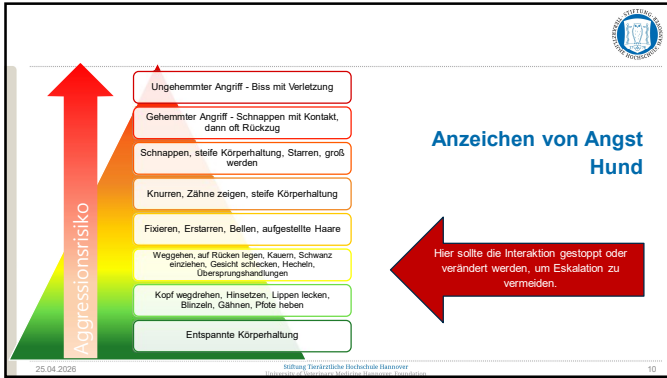 STIFTUNG TIERÄRZTLICHE HOCHSCHULE HANNOVER
Anzeichen von Angst
Hund
Aggressionsrisiko
Ungehemmter Angriff - Biss mit Verletzung
Gehemmter Angriff - Schnappen mit Kontakt,
dann oft Rückzug
Schnappen, steife Körperhaltung, Starren, groß
werden
Knurren, Zähne zeigen, steife Körperhaltung
Fixieren, Erstarren, Bellen, aufgestellte Haare
Weggehen, auf Rücken legen, Kauern, Schwanz
einziehen, Gesicht schlecken, Hecheln,
Übersprungshandlungen
Kopf wegdrehen, Hinsetzen, Lippen lecken,
Blinzeln, Gähnen, Pfote heben
Entspannte Körperhaltung
Hier sollte die Interaktion gestoppt oder
verändert werden, um Eskalation zu
vermeiden.
25.04.2026
Stiftung Tierärztliche Hochschule Hannover
University of Veterinary Medicine Hannover, Foundation
10